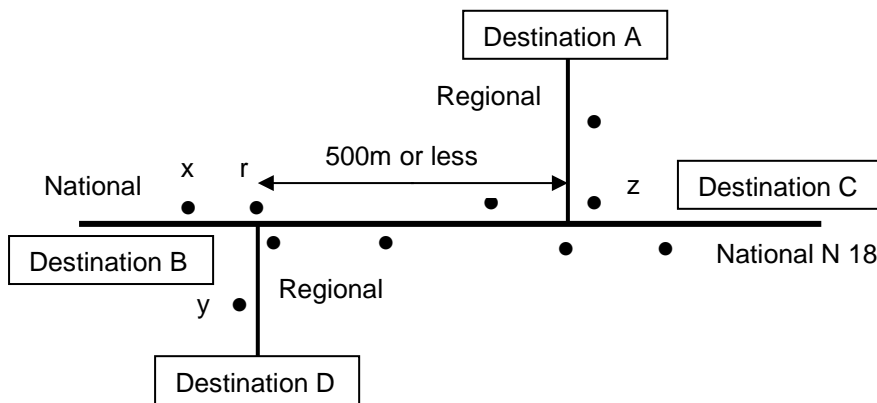 Destination A
Regional
500m or less
x r
National
z
Destination C
Destination B
National N 18
Regional
y
Destination D